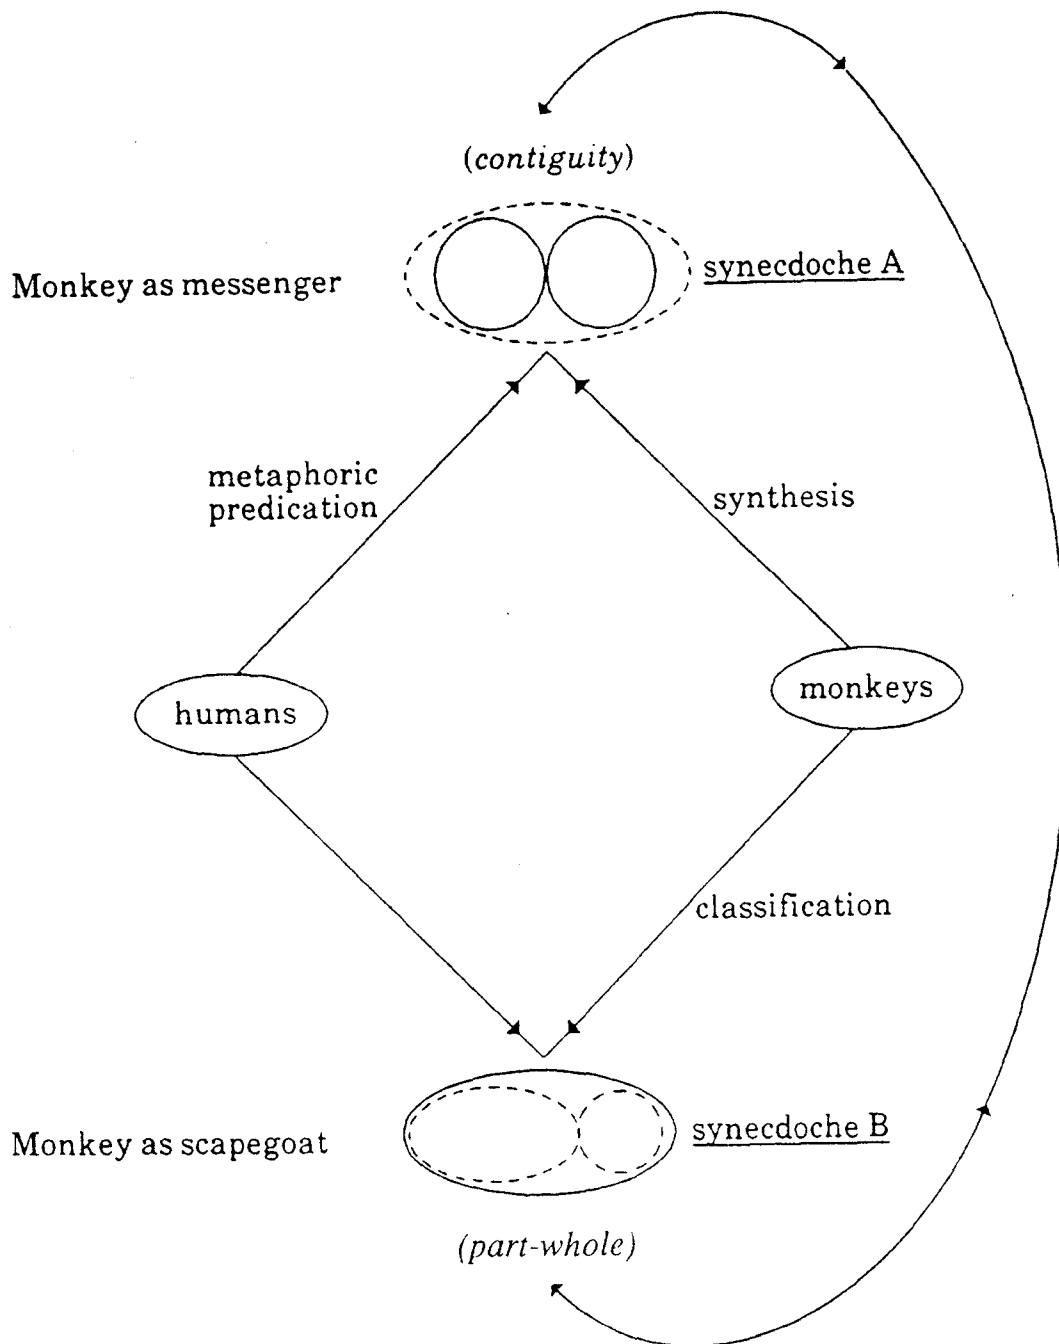 (contiguity)
Monkey as messenger
synecdoche A
metaphoric
predication
synthesis
humans
monkeys
classification
Monkey as scapegoat
synecdoche B
(part-whole)